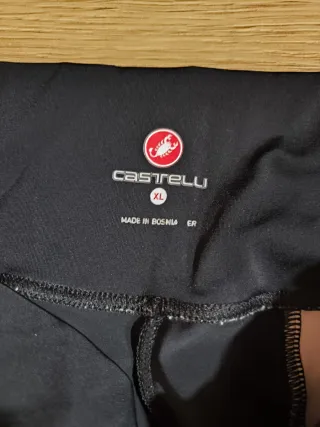 CASTELLI
XL
MADE IN BOSNIA ER